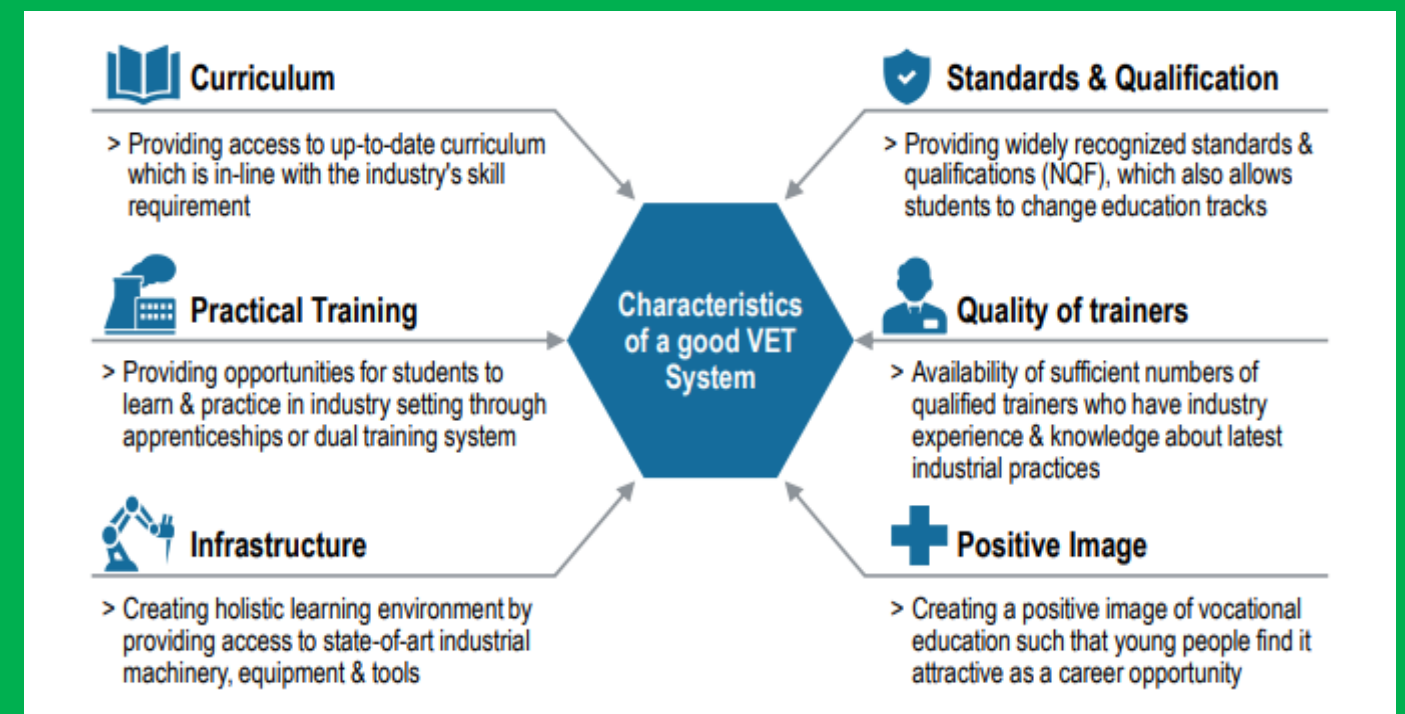 Curriculum
> Providing access to up-to-date curriculum
which is in-line with the industry's skill
requirement
Practical Training
> Providing opportunities for students to
learn & practice in industry setting through
apprenticeships or dual training system
Infrastructure
> Creating holistic learning environment by
providing access to state-of-art industrial
machinery, equipment & tools
Characteristics
of a good VET
System
Standards & Qualification
> Providing widely recognized standards &
qualifications (NQF), which also allows
students to change education tracks
Quality of trainers
> Availability of sufficient numbers of
qualified trainers who have industry
experience & knowledge about latest
industrial practices
Positive Image
> Creating a positive image of vocational
education such that young people find it
attractive as a career opportunity